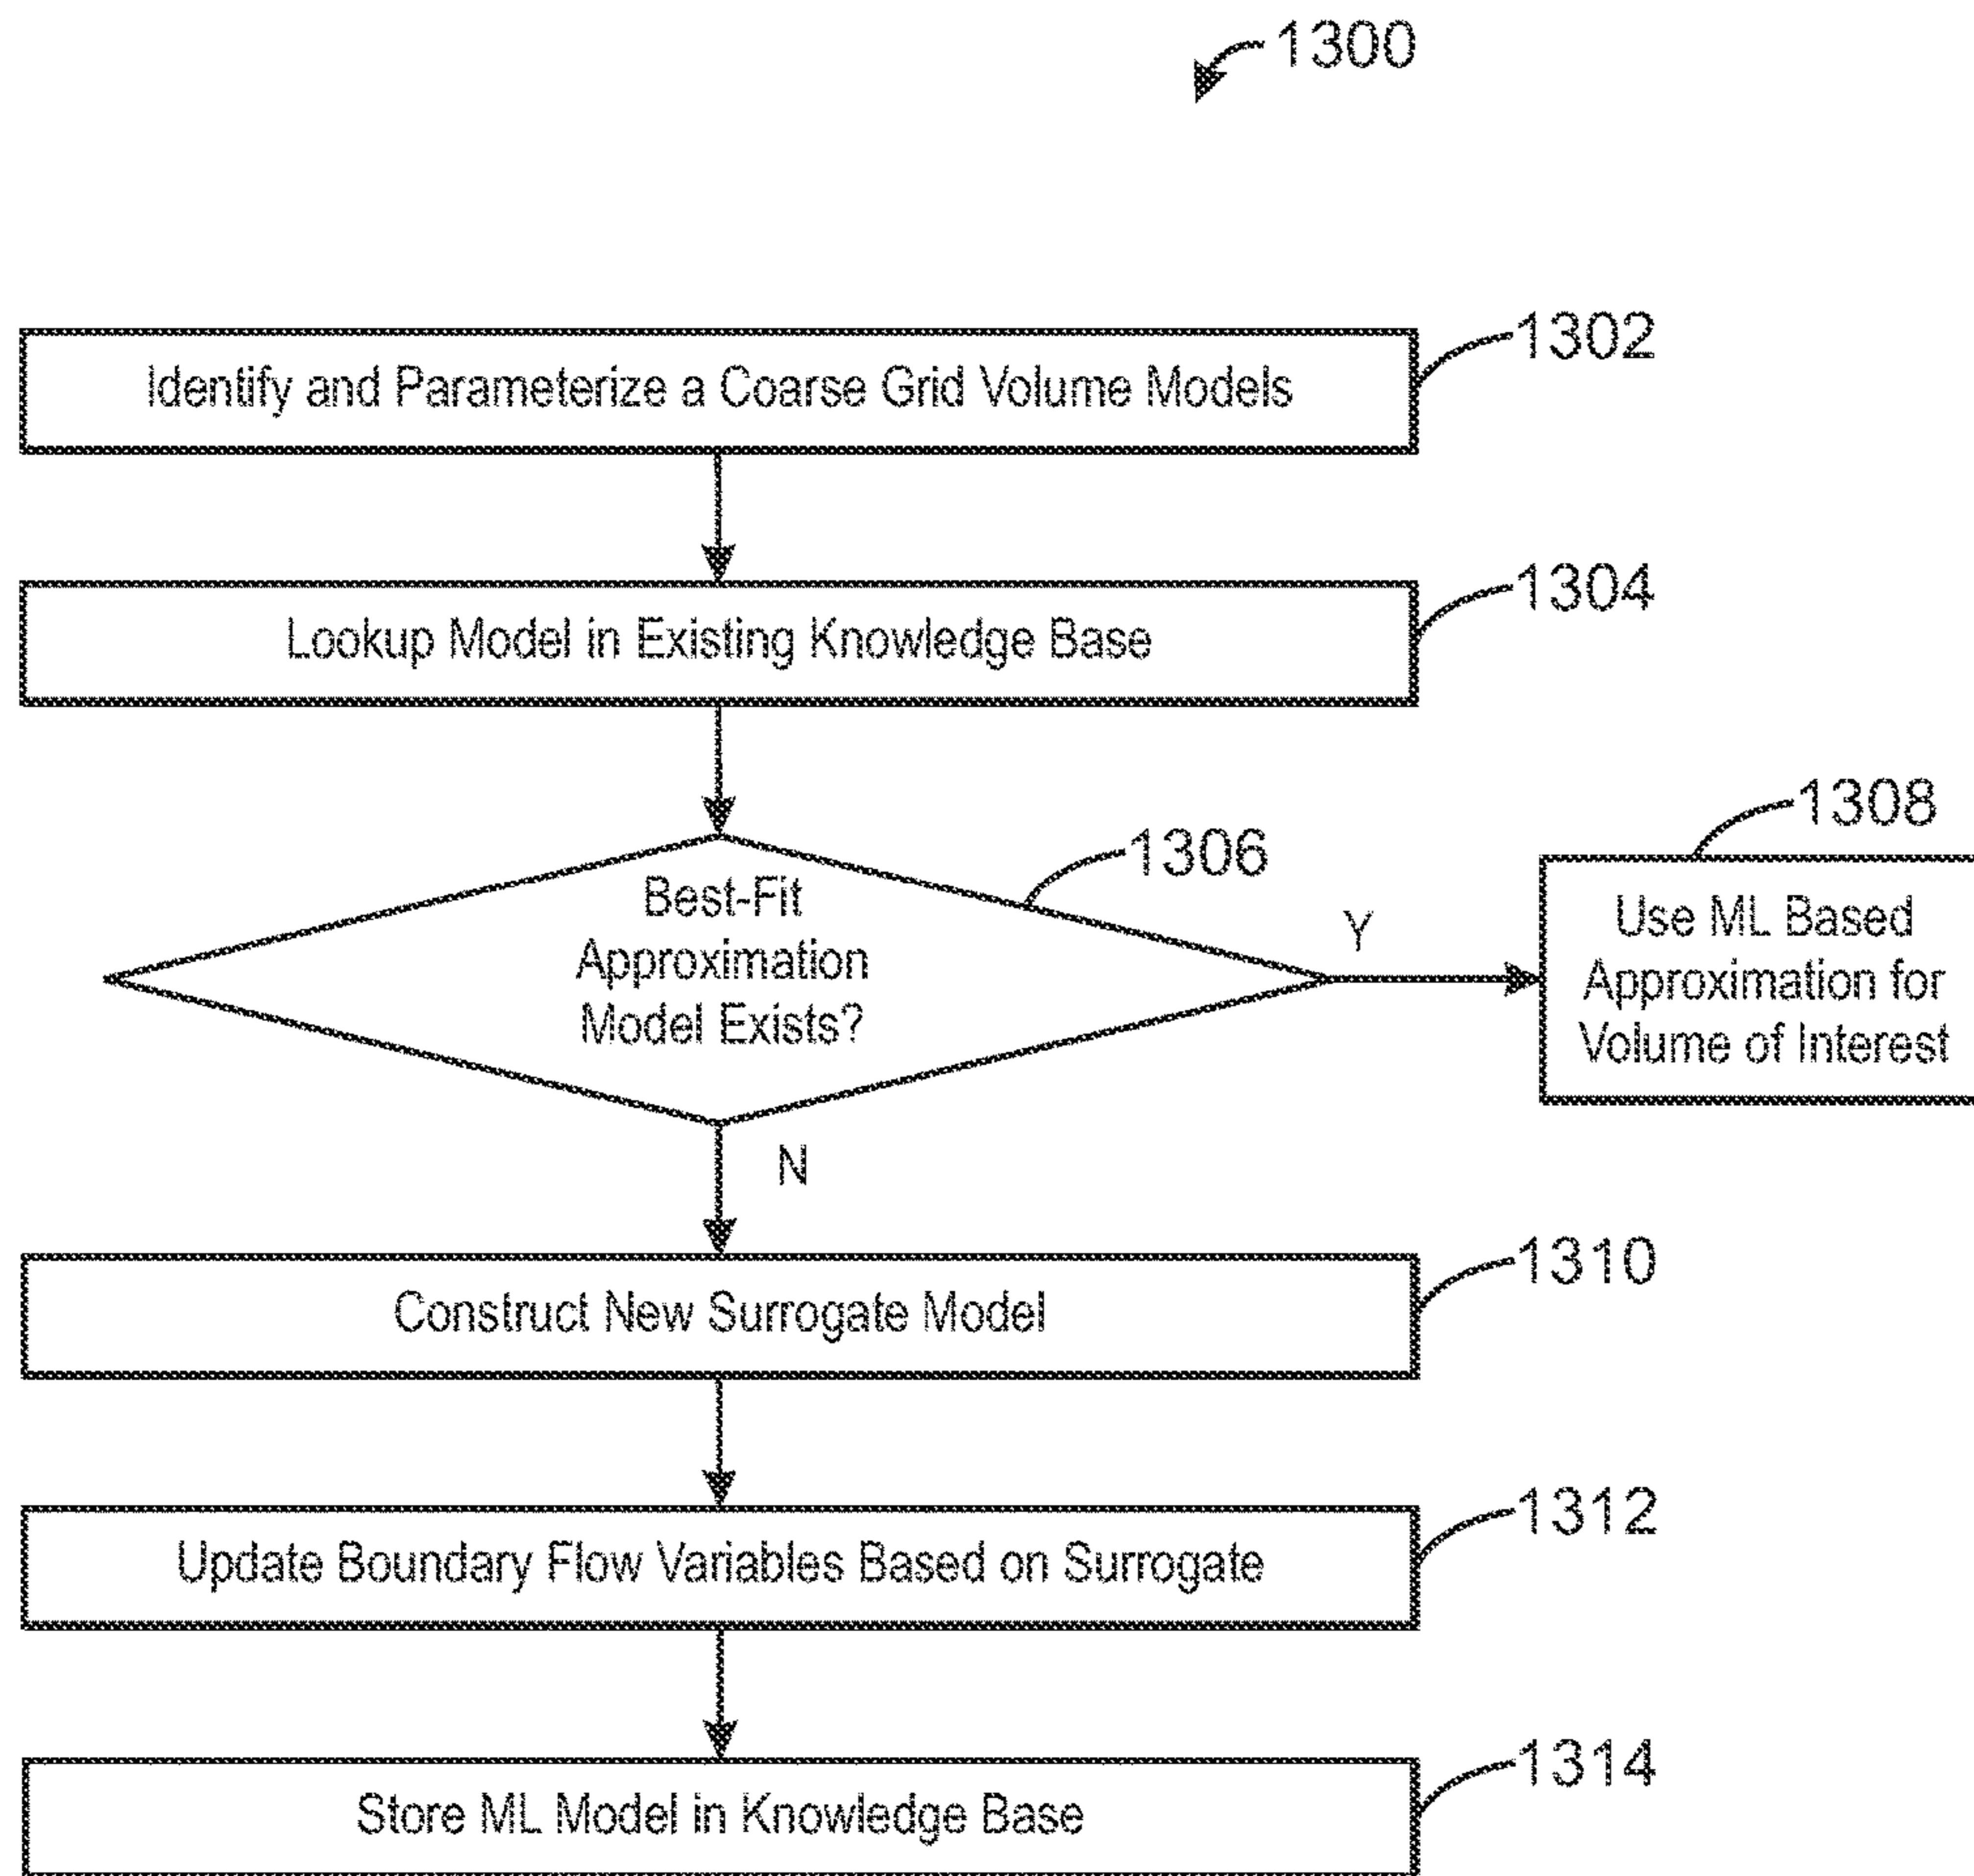 1300
Identify and Parameterize a Coarse Grid Volume Models
1302
Lookup Model in Existing Knowledge Base
1304
Best-Fit
Approximation
Model Exists?
1306
Y
1308
Use ML Based
Approximation for
Volume of Interest
N
Construct New Surrogate Model
1310
Update Boundary Flow Variables Based on Surrogate
1312
Store ML Model in Knowledge Base
1314